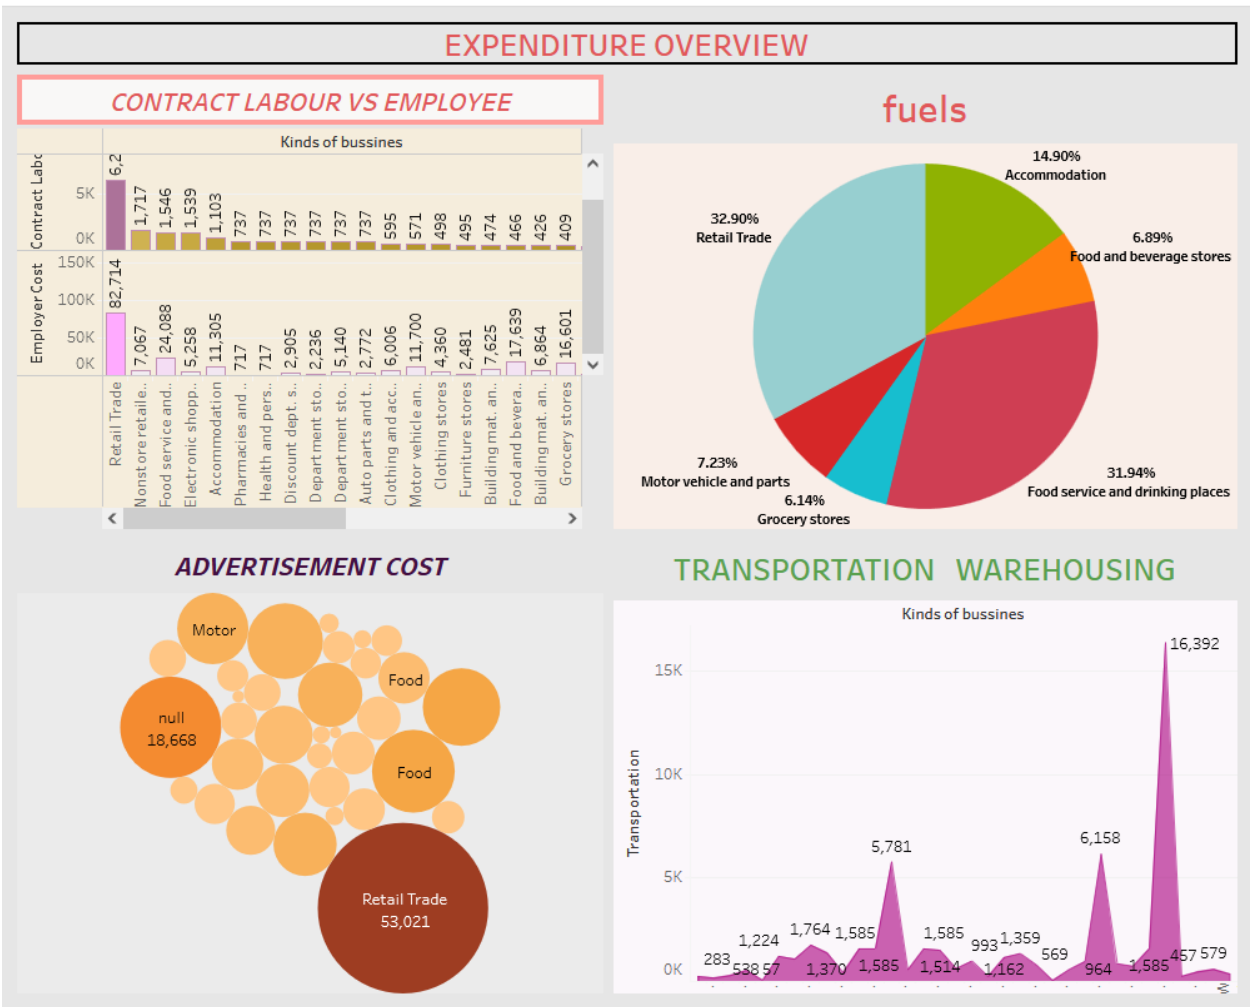 EXPENDITURE OVERVIEW
CONTRACT LABOUR VS EMPLOYEE
Kinds of bussines
Contract Labo
5K
0K
6,2
1,717
1,546
1,539
1,103
737
737
737
737
737
737
595
571
498
495
474
466
426
409
Employer Cost
150K
100K
50K
0K
82,714
7,067
24,088
5,258
11,305
717
717
2,905
2,236
5,140
2,772
6,006
11,700
4,360
2,481
7,625
17,639
6,864
16,601
Retail Trade
Nonstore retaile..
Food service and..
Electronic shopp..
Accommodation
Pharmacies and ..
Health and pers..
Discount dept. s..
Department sto..
Department sto..
Auto parts and t..
Clothing and acc..
Motor vehicle an..
Clothing stores
Furniture stores
Building mat. an..
Food and bevera..
Building mat. an..
Grocery stores
fuels
14.90%
Accommodation
32.90%
Retail Trade
6.89%
Food and beverage stores
7.23%
Motor vehicle and parts
6.14%
Grocery stores
31.94%
Food service and drinking places
ADVERTISEMENT COST
Motor
Food
null
18,668
Food
Retail Trade
53,021
TRANSPORTATION WAREHOUSING
Kinds of bussines
Transportation
15K
10K
5K
0K
283
538
57
1,224
1,764
1,370
1,585
5,781
1,585
1,585
1,514
993
1,162
1,359
569
964
6,158
1,585
16,392
457
579